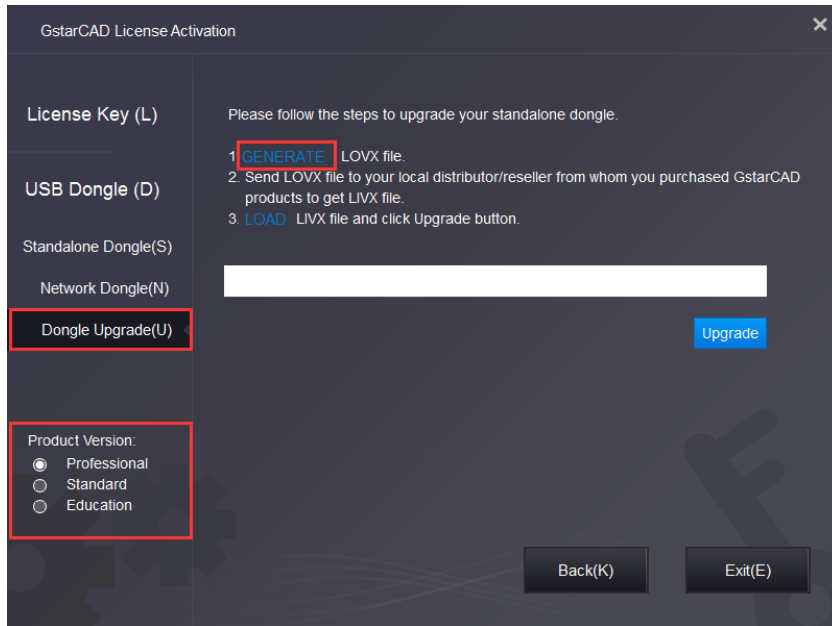 GstarCAD License Activation
License Key (L)
USB Dongle (D)
Standalone Dongle(S)
Network Dongle(N)
Dongle Upgrade(U)
Product Version:
Professional
Standard
Education
Please follow the steps to upgrade your standalone dongle.
1 GENERATE LOVX file.
2. Send LOVX file to your local distributor/reseller from whom you purchased GstarCAD
products to get LIVX file.
3. LOAD LIVX file and click Upgrade button.
Upgrade
Back(K)
Exit(E)